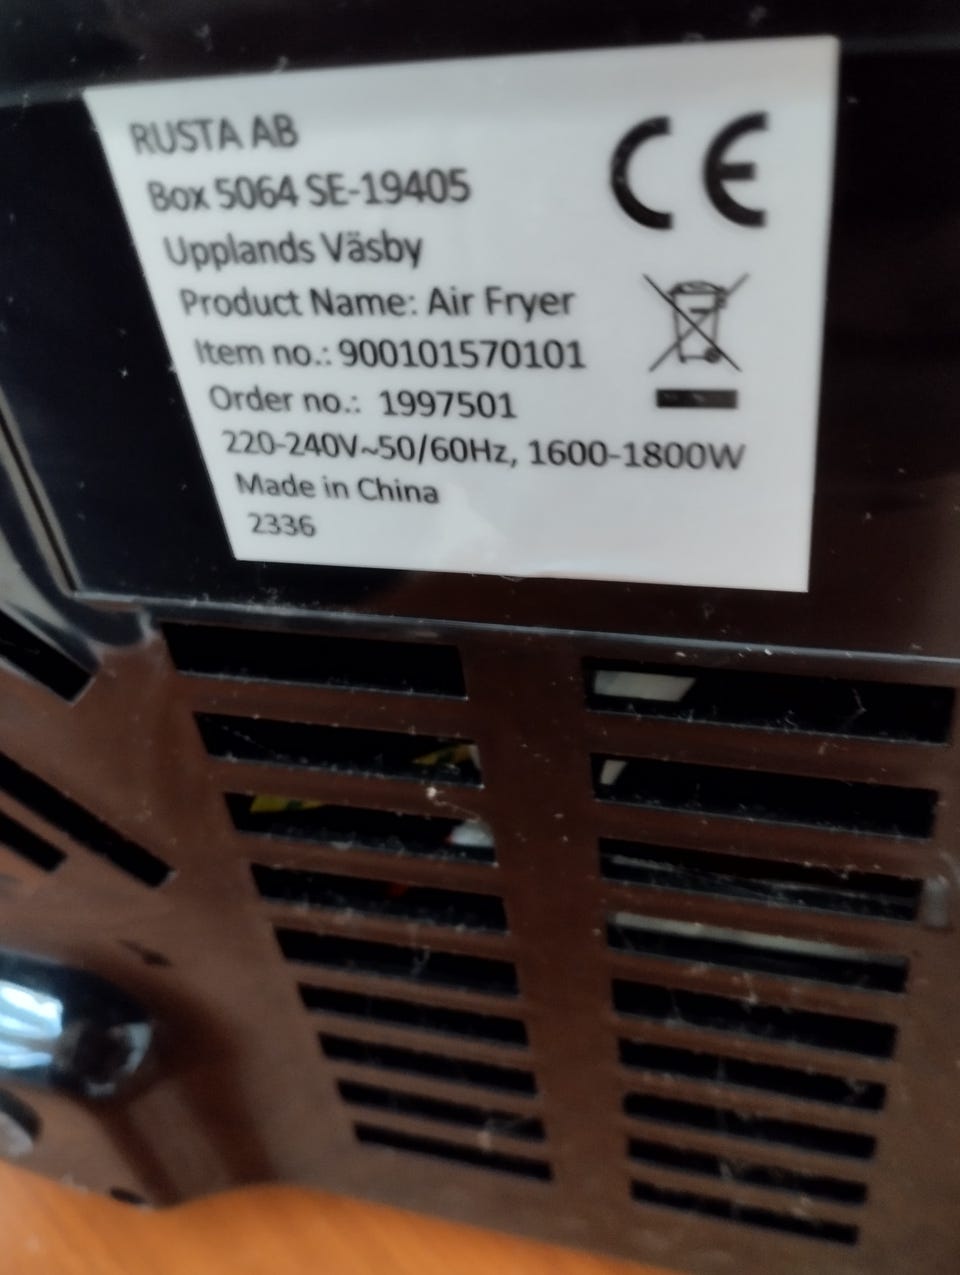 RUSTA AB
Box 5064 SE-19405
Upplands Väsby
Product Name: Air Fryer
Item no.: 900101570101
Order no.: 1997501
220-240V~50/60Hz, 1600-1800W
Made in China
2336
CE